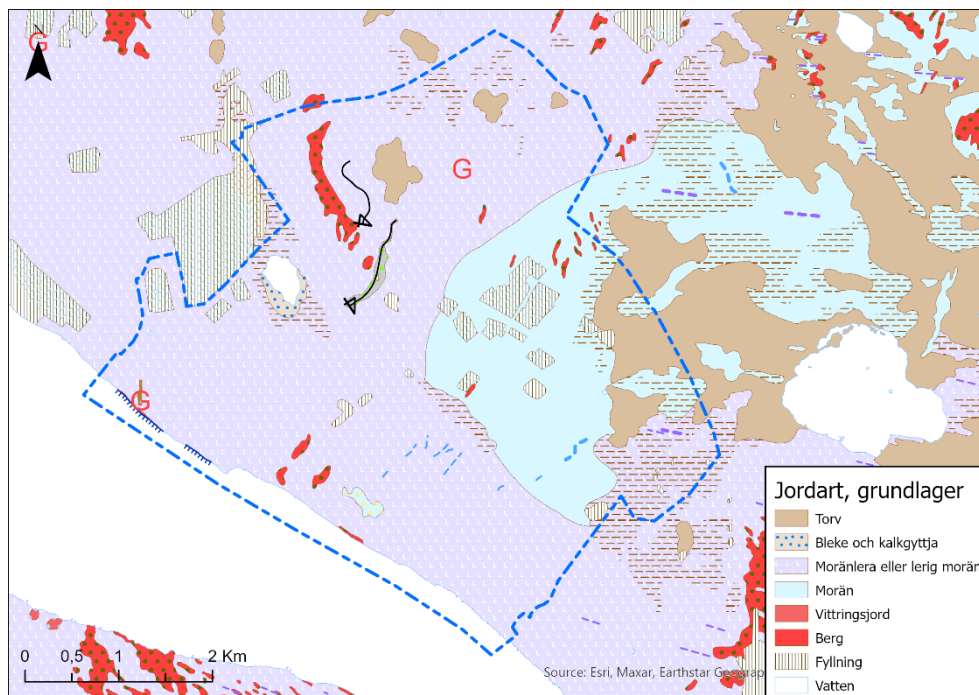 G
G
G
Jordart, grundlager
Torv
Bleke och kalkgyttja
Moränlera eller lerig morän
Morän
Vittringsjord
Berg
Fyllning
Vatten
0 0,5 1 2 Km
Source: Esri, Maxar, Earthstar Geograp